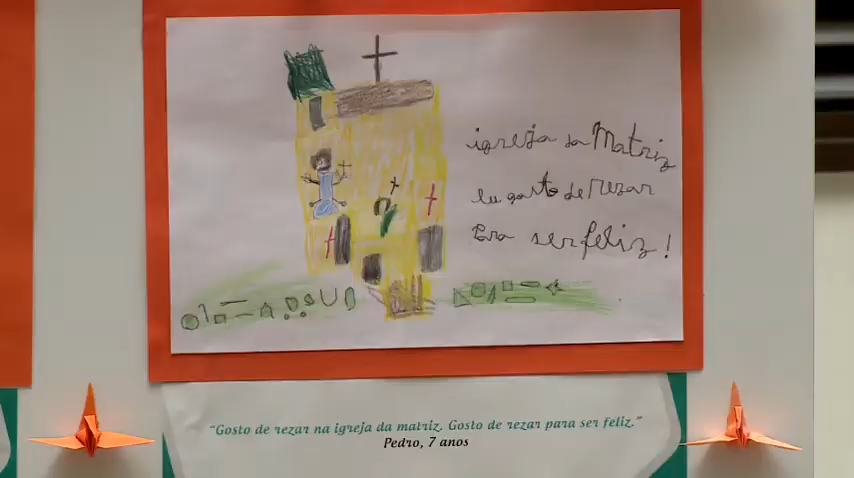 igreja da Matriz
eu gosto de rezar
Pra ser feliz!
“Gosto de rezar na igreja da matriz. Gosto de rezar para ser feliz.”
Pedro, 7 anos